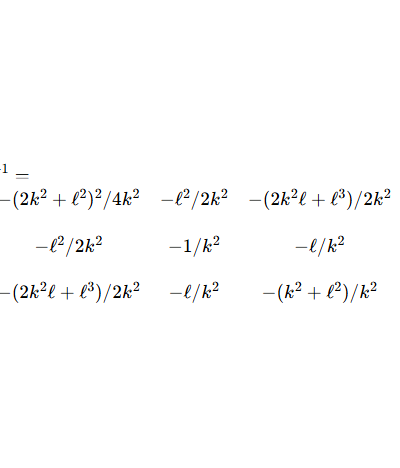 -1 =
−(2k² + ℓ²)²/4k² −ℓ²/2k² −(2k²ℓ + ℓ³)/2k²
−ℓ²/2k² −1/k² −ℓ/k²
−(2k²ℓ + ℓ³)/2k² −ℓ/k² −(k² + ℓ²)/k²